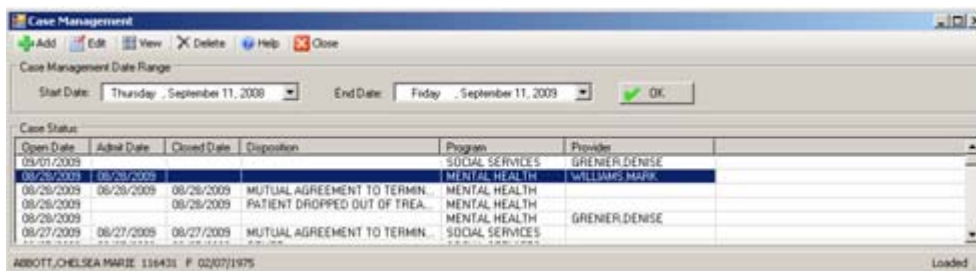 Case Management
Add Edit View Delete Help Close
Case Management Date Range
Start Date: Thursday , September 11, 2008 End Date: Friday , September 11, 2009 OK
Case Status
Open Date Admit Date Closed Date Disposition Program Provider
09/01/2009 SOCIAL SERVICES GRENIER,DENISE
08/28/2009 08/28/2009 MENTAL HEALTH WILLIAMS,MARK
08/28/2009 08/28/2009 08/28/2009 MUTUAL AGREEMENT TO TERMIN... MENTAL HEALTH
08/28/2009 08/28/2009 PATIENT DROPPED OUT OF TREA... MENTAL HEALTH
08/28/2009 MENTAL HEALTH GRENIER,DENISE
08/27/2009 08/27/2009 08/27/2009 MUTUAL AGREEMENT TO TERMIN... SOCIAL SERVICES
ABBOTT,CHELSEA MARIE 116431 F 02/07/1975 Loaded